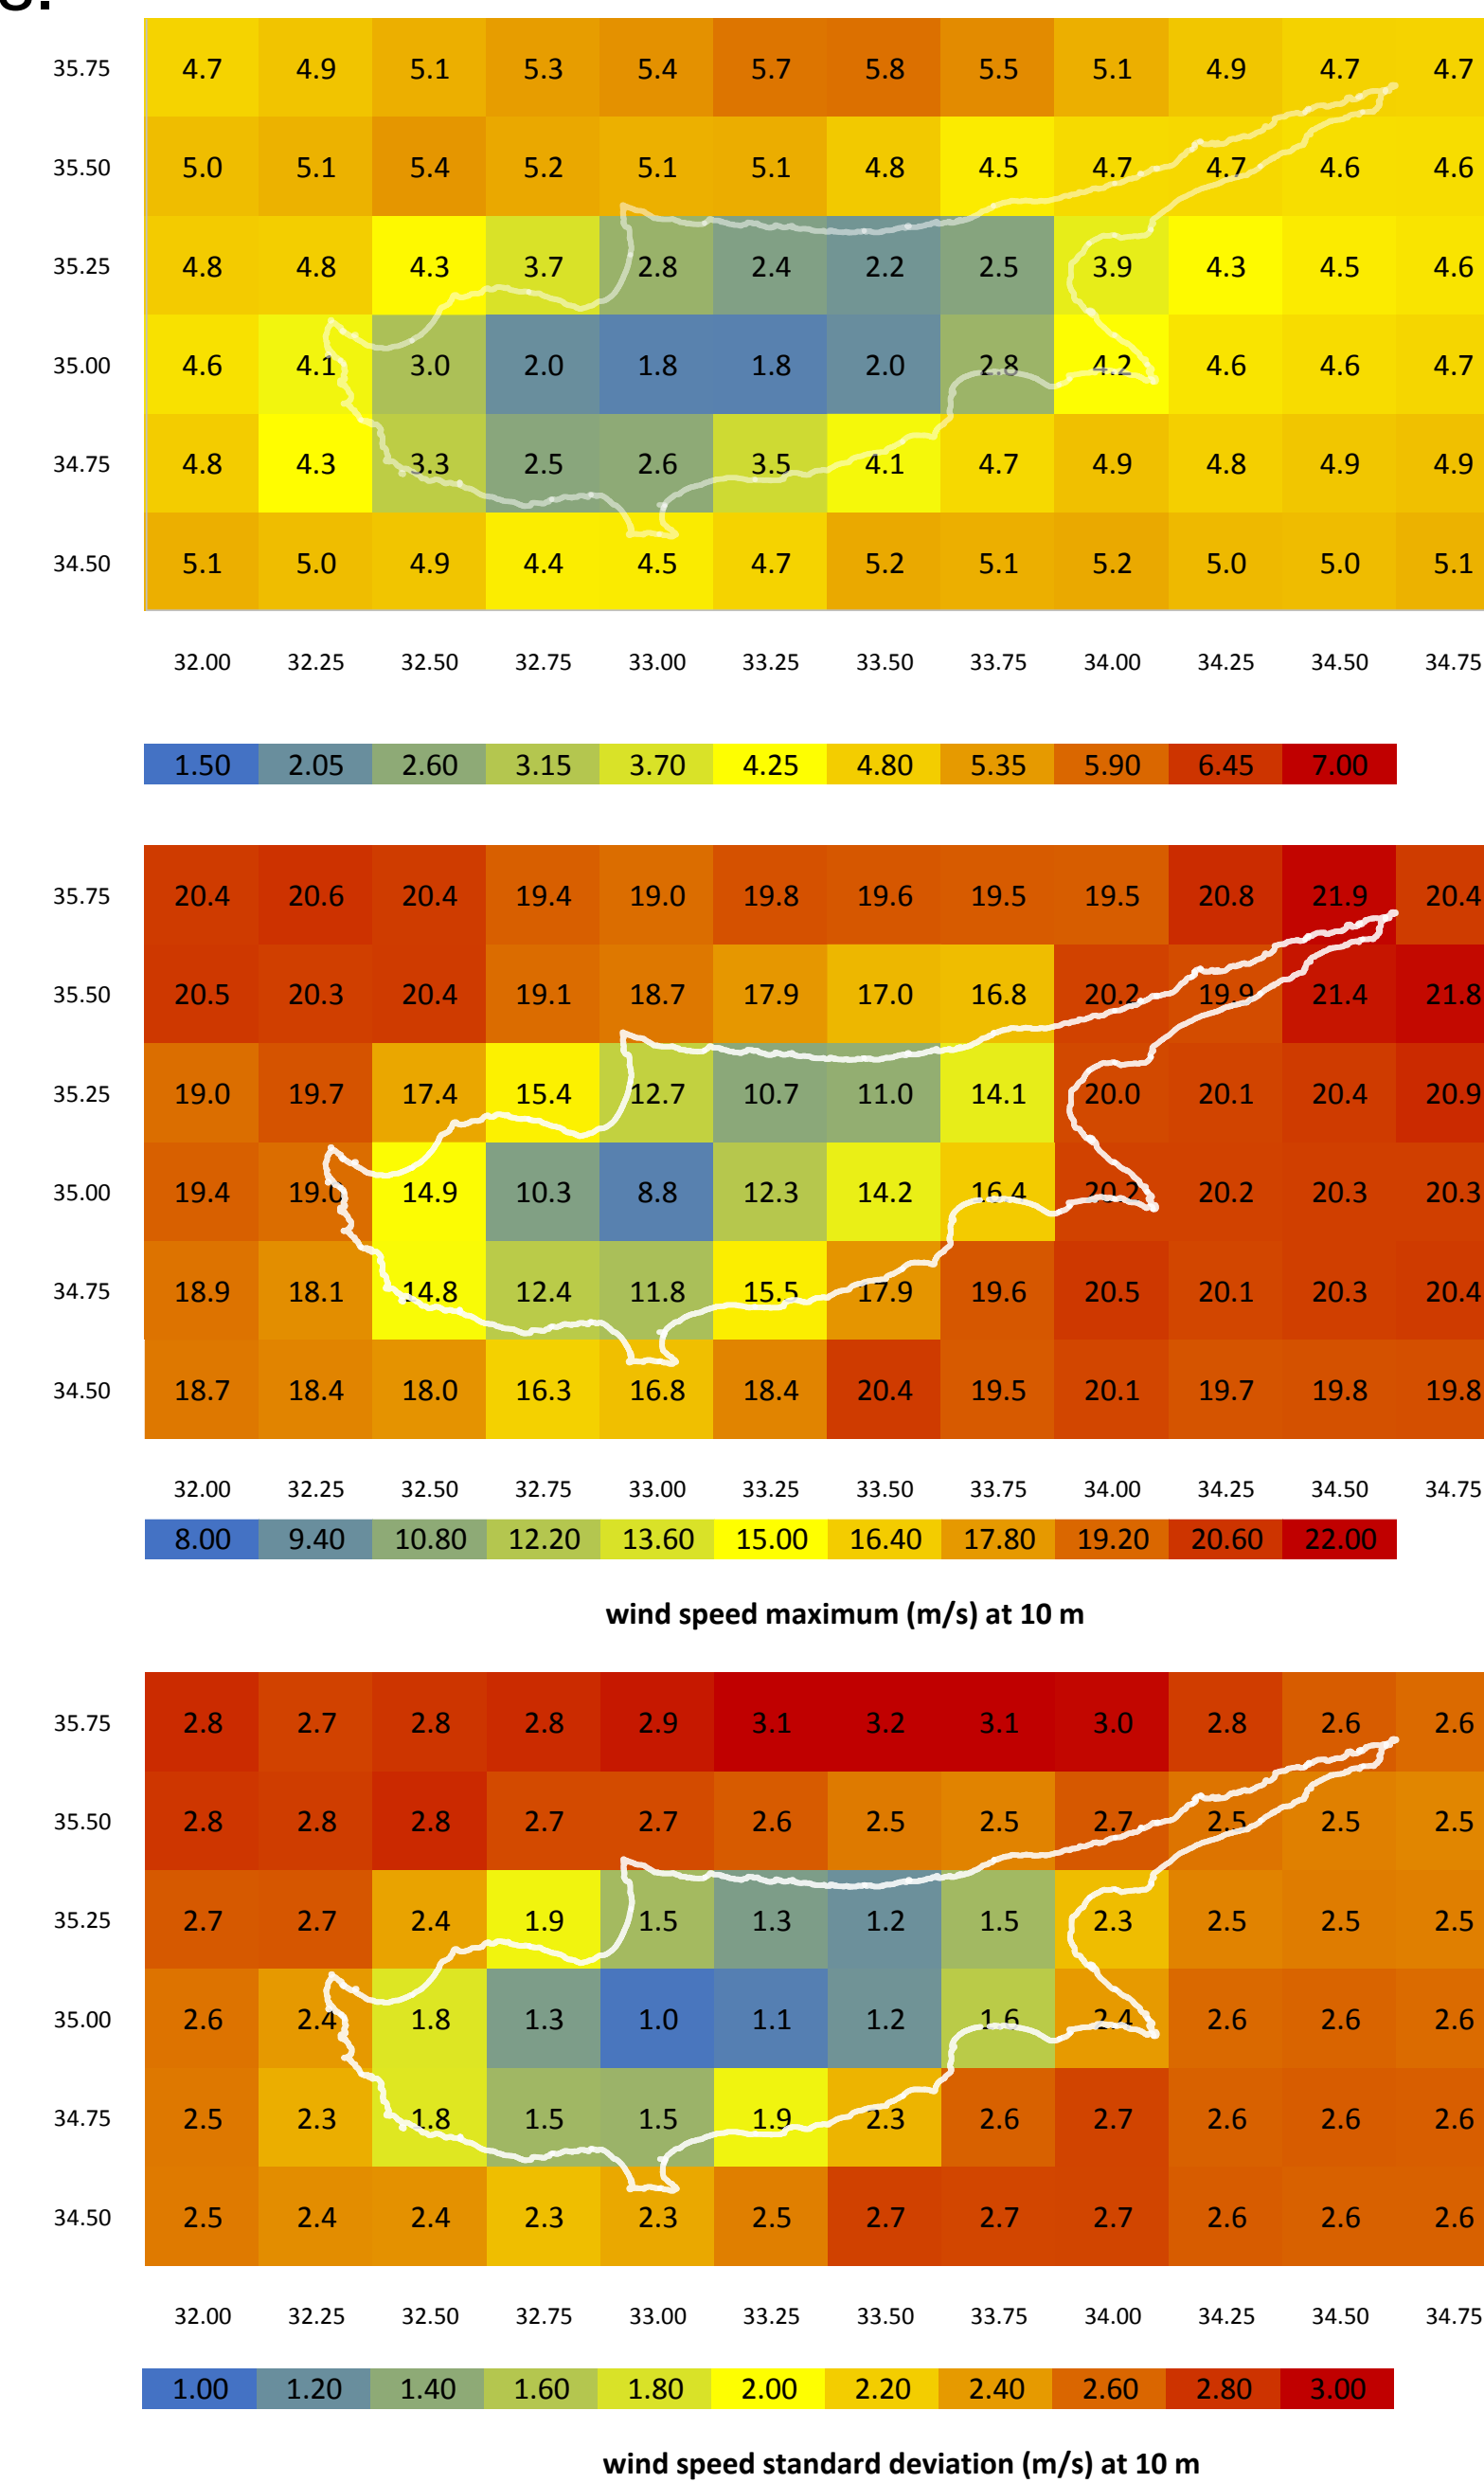 35.75 4.7 4.9 5.1 5.3 5.4 5.7 5.8 5.5 5.1 4.9 4.7 4.7
35.50 5.0 5.1 5.4 5.2 5.1 5.1 4.8 4.5 4.7 4.7 4.6 4.6
35.25 4.8 4.8 4.3 3.7 2.8 2.4 2.2 2.5 3.9 4.3 4.5 4.6
35.00 4.6 4.1 3.0 2.0 1.8 1.8 2.0 2.8 4.2 4.6 4.6 4.7
34.75 4.8 4.3 3.3 2.5 2.6 3.5 4.1 4.7 4.9 4.8 4.9 4.9
34.50 5.1 5.0 4.9 4.4 4.5 4.7 5.2 5.1 5.2 5.0 5.0 5.1
32.00 32.25 32.50 32.75 33.00 33.25 33.50 33.75 34.00 34.25 34.50 34.75
1.50 2.05 2.60 3.15 3.70 4.25 4.80 5.35 5.90 6.45 7.00
35.75 20.4 20.6 20.4 19.4 19.0 19.8 19.6 19.5 19.5 20.8 21.9 20.4
35.50 20.5 20.3 20.4 19.1 18.7 17.9 17.0 16.8 20.2 19.9 21.4 21.8
35.25 19.0 19.7 17.4 15.4 12.7 10.7 11.0 14.1 20.0 20.1 20.4 20.9
35.00 19.4 19.0 14.9 10.3 8.8 12.3 14.2 16.4 20.2 20.2 20.3 20.3
34.75 18.9 18.1 14.8 12.4 11.8 15.5 17.9 19.6 20.5 20.1 20.3 20.4
34.50 18.7 18.4 18.0 16.3 16.8 18.4 20.4 19.5 20.1 19.7 19.8 19.8
32.00 32.25 32.50 32.75 33.00 33.25 33.50 33.75 34.00 34.25 34.50 34.75
8.00 9.40 10.80 12.20 13.60 15.00 16.40 17.80 19.20 20.60 22.00
wind speed maximum (m/s) at 10 m
35.75 2.8 2.7 2.8 2.8 2.9 3.1 3.2 3.1 3.0 2.8 2.6 2.6
35.50 2.8 2.8 2.8 2.7 2.7 2.6 2.5 2.5 2.7 2.5 2.5 2.5
35.25 2.7 2.7 2.4 1.9 1.5 1.3 1.2 1.5 2.3 2.5 2.5 2.5
35.00 2.6 2.4 1.8 1.3 1.0 1.1 1.2 1.6 2.4 2.6 2.6 2.6
34.75 2.5 2.3 1.8 1.5 1.5 1.9 2.3 2.6 2.7 2.6 2.6 2.6
34.50 2.5 2.4 2.4 2.3 2.3 2.5 2.7 2.7 2.7 2.6 2.6 2.6
32.00 32.25 32.50 32.75 33.00 33.25 33.50 33.75 34.00 34.25 34.50 34.75
1.00 1.20 1.40 1.60 1.80 2.00 2.20 2.40 2.60 2.80 3.00
wind speed standard deviation (m/s) at 10 m